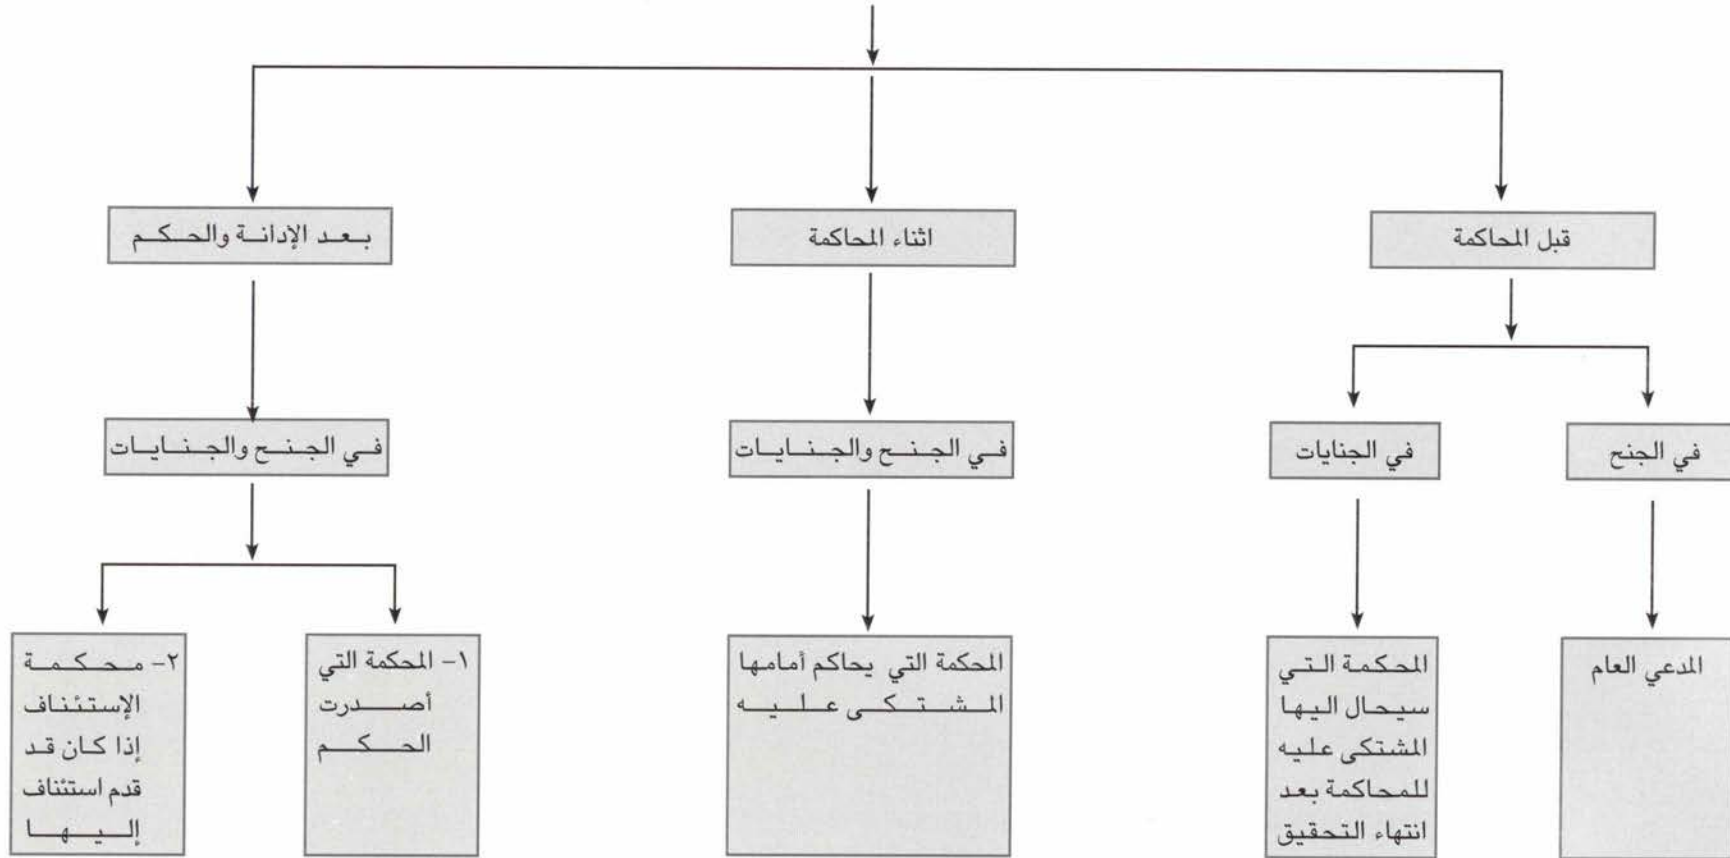 قبل المحاكمة
اثناء المحاكمة
بعد الإدانة والحكم
في الجنح
في الجنايات
في الجنح والجنايات
في الجنح والجنايات
المدعي العام
المحكمة التي
سيحال اليها
المشتكى عليه
للمحاكمة بعد
انتهاء التحقيق
المحكمة التي يحاكم أمامها
المشتكى عليه
١- المحكمة التي
أصدرت
الحكم
٢- محكمة
الإستئناف
إذا كان قد
قدم استئناف
إليها